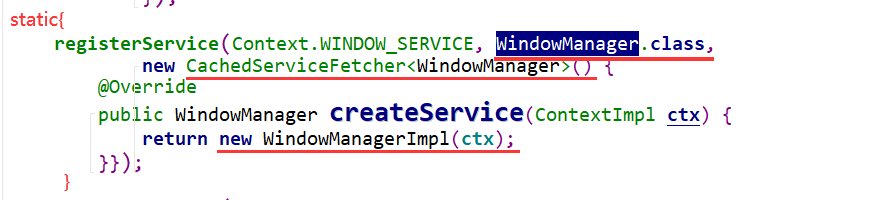 });
static{
registerService(Context.WINDOW_SERVICE, WindowManager.class,
new CachedServiceFetcher<WindowManager>() {
@Override
public WindowManager createService(ContextImpl ctx) {
return new WindowManagerImpl(ctx);
}});
}